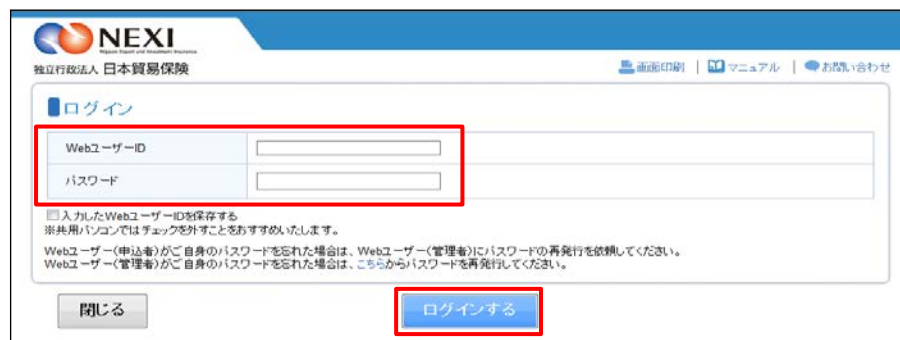 NEXI
Nippon Export and Investment Insurance
独立行政法人 日本貿易保険
画面印刷 | マニュアル | お問い合わせ
ログイン
WebユーザーID
パスワード
入力したWebユーザーIDを保存する
※共用パソコンではチェックを外すことをおすすめいたします。
Webユーザー(申込者)がご自身のパスワードを忘れた場合は、Webユーザー(管理者)にパスワードの再発行を依頼してください。
Webユーザー(管理者)がご自身のパスワードを忘れた場合は、こちらからパスワードを再発行してください。
閉じる
ログインする